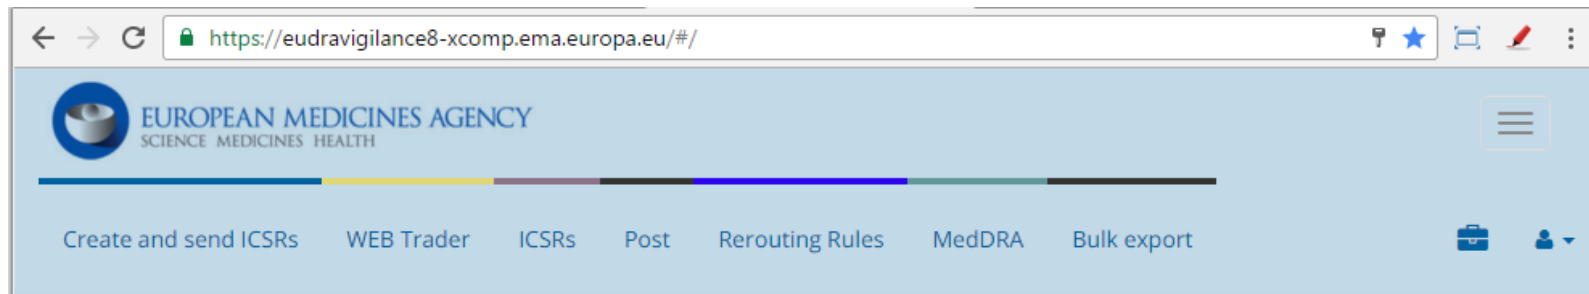 https://eudravigilance8-xcomp.ema.europa.eu/#/
EUROPEAN MEDICINES AGENCY
SCIENCE MEDICINES HEALTH
Create and send ICSRs WEB Trader ICSRs Post Rerouting Rules MedDRA Bulk export